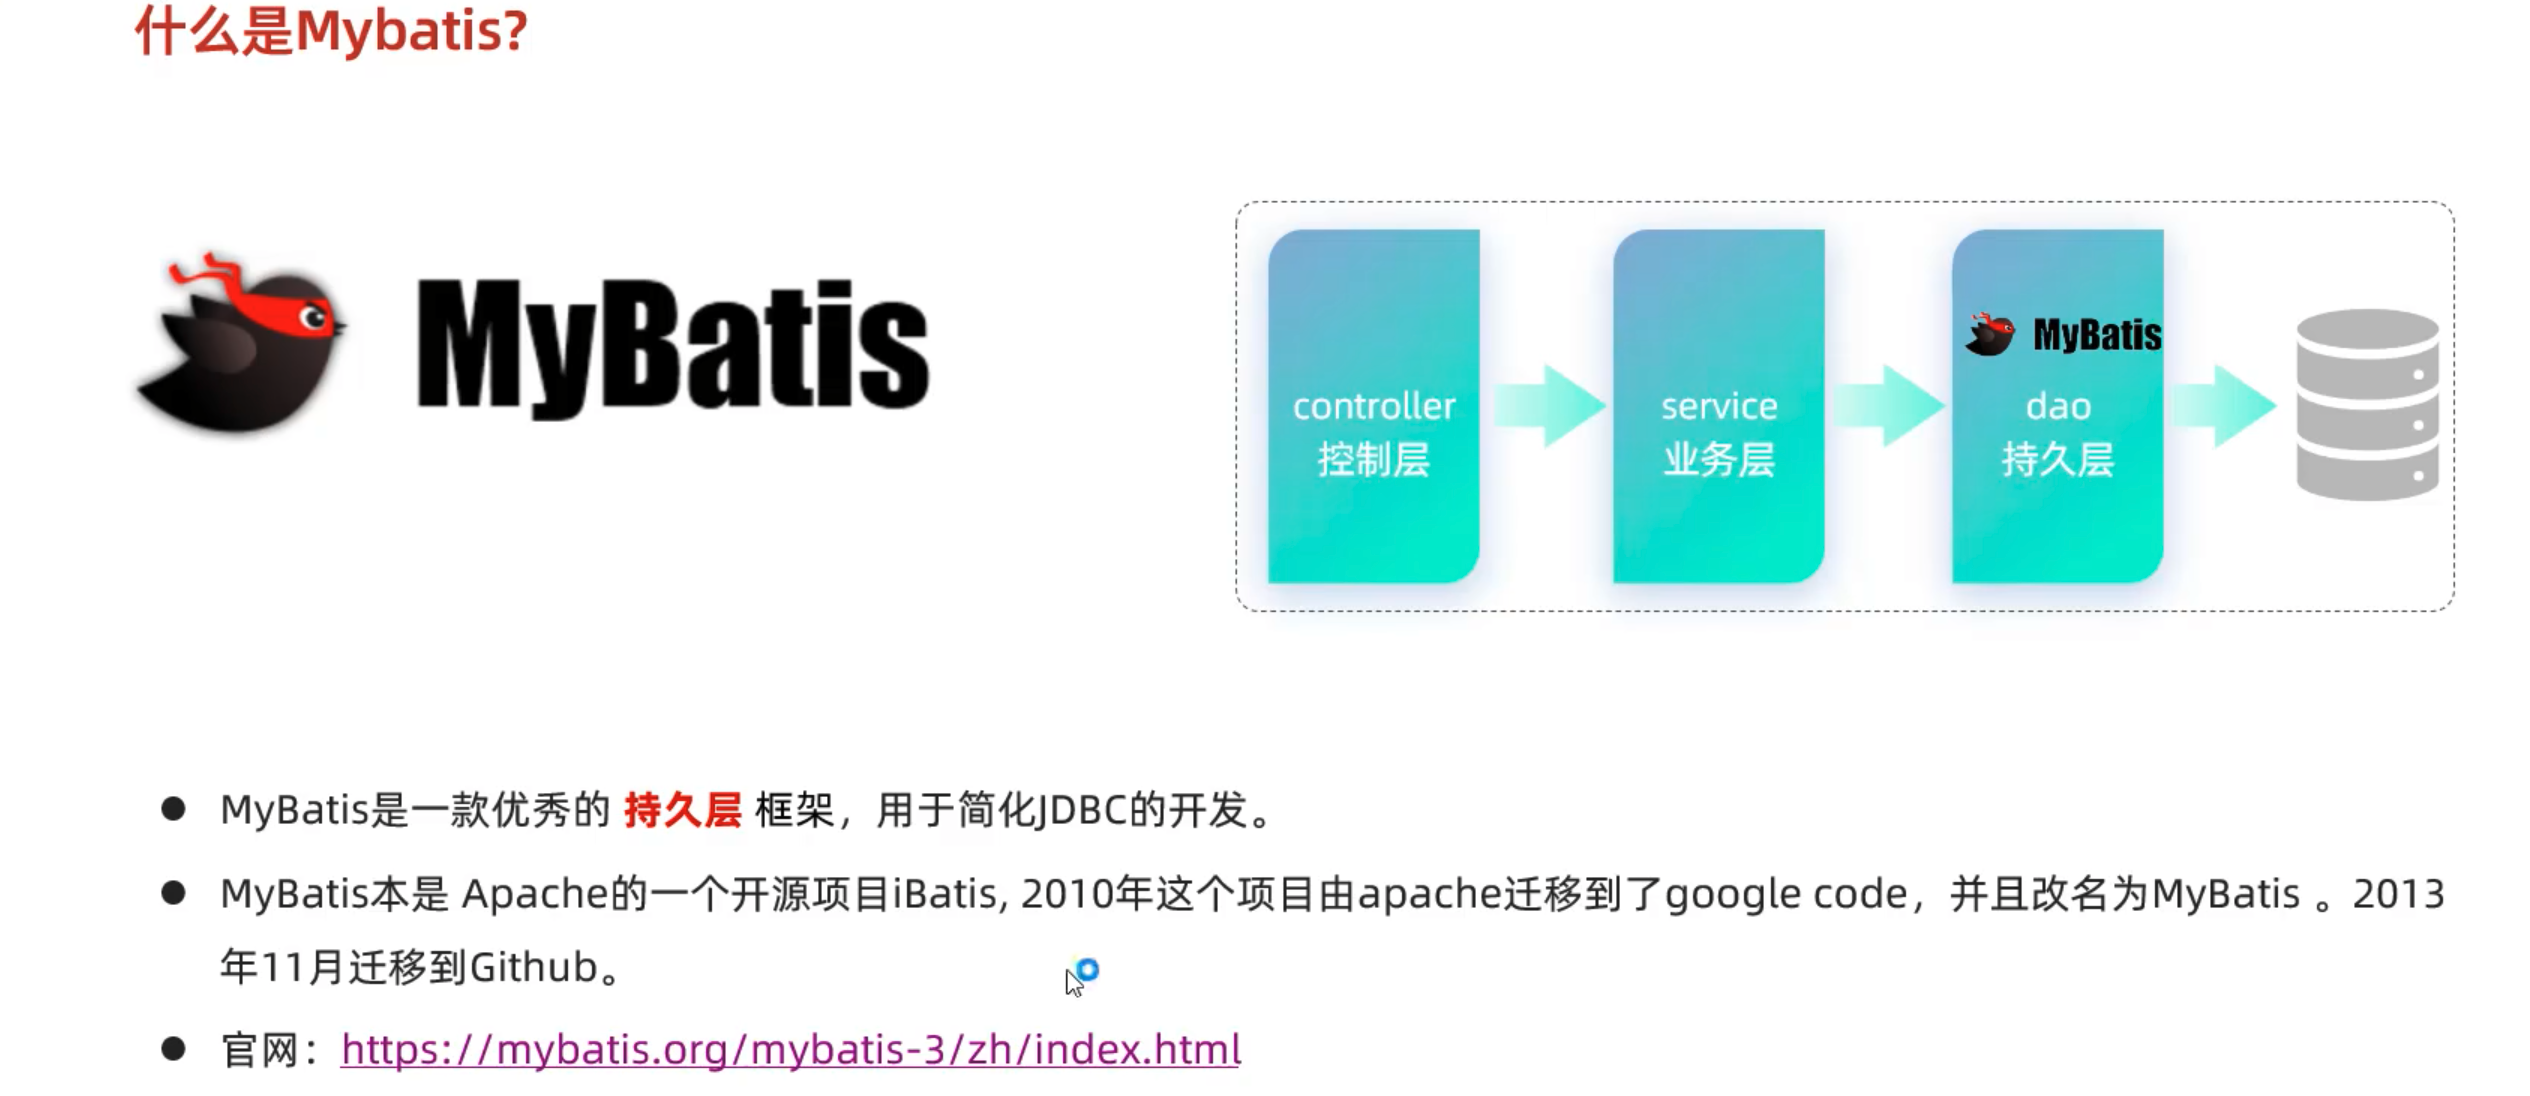 什么是Mybatis?
MyBatis
controller
控制层
service
业务层
MyBatis
dao
持久层
MyBatis是一款优秀的 持久层 框架，用于简化JDBC的开发。
MyBatis本是 Apache的一个开源项目iBatis, 2010年这个项目由apache迁移到了google code，并且改名为MyBatis 。2013
年11月迁移到Github。
官网：https://mybatis.org/mybatis-3/zh/index.html